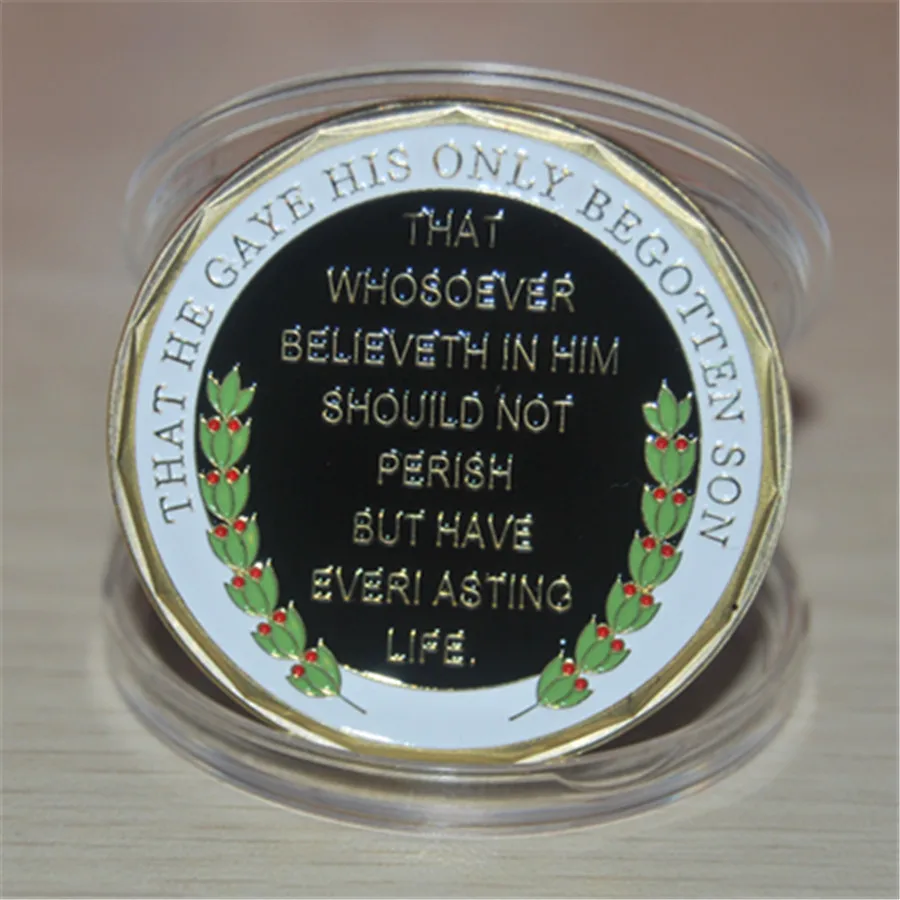 THAT HE GAYE HIS ONLY BEGOTTEN SON
THAT
WHOSOEVER
BELIEVETH IN HIM
SHOUILD NOT
PERISH
BUT HAVE
EVERI ASTING
LIFE.